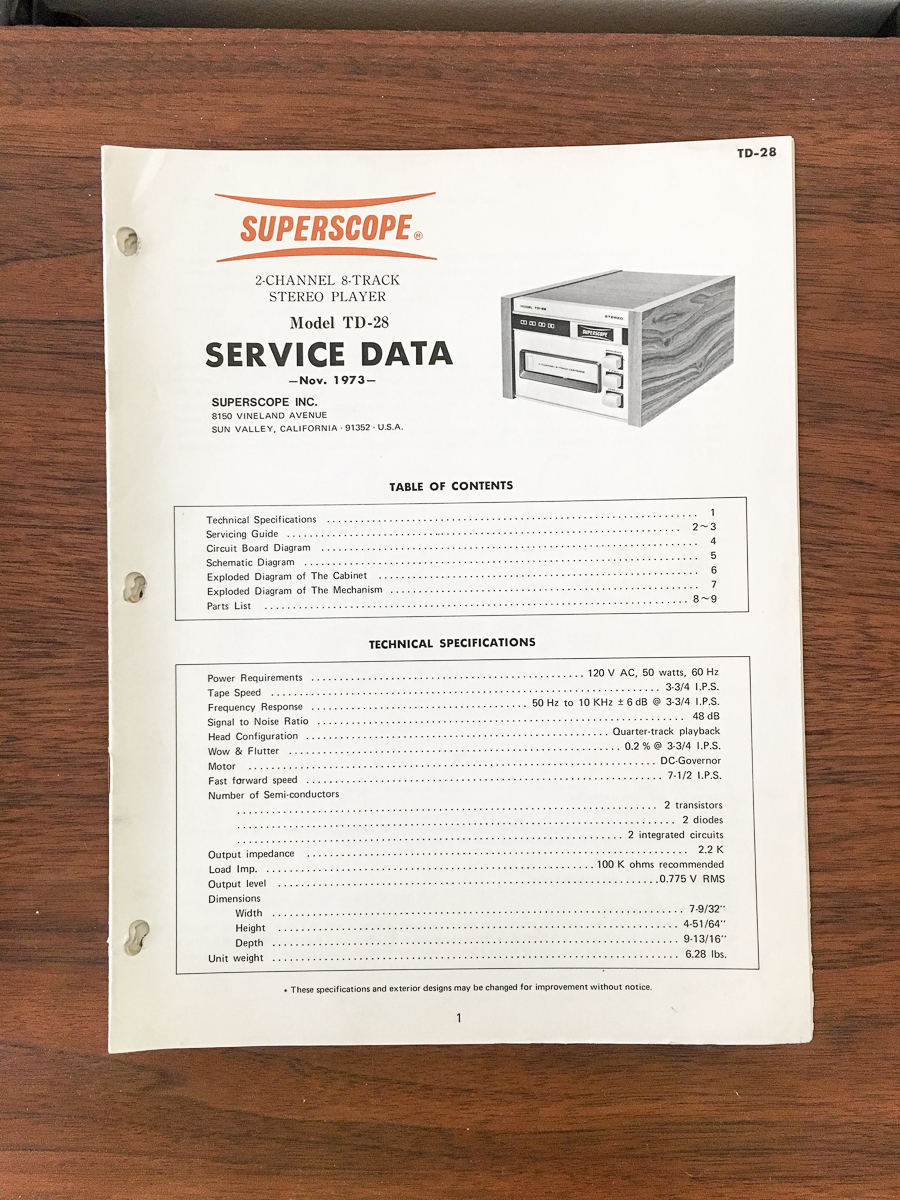 TD-28
SUPERSCOPE®
2-CHANNEL 8-TRACK
STEREO PLAYER
Model TD-28
SERVICE DATA
—Nov. 1973—
SUPERSCOPE INC.
8150 VINELAND AVENUE
SUN VALLEY, CALIFORNIA · 91352 · U.S.A.
MODEL TD-28
STEREO
SUPERSCOPE
TABLE OF CONTENTS
Technical Specifications 1
Servicing Guide 2~3
Circuit Board Diagram 4
Schematic Diagram 5
Exploded Diagram of The Cabinet 6
Exploded Diagram of The Mechanism 7
Parts List 8~9
TECHNICAL SPECIFICATIONS
Power Requirements 120 V AC, 50 watts, 60 Hz
Tape Speed 3-3/4 I.P.S.
Frequency Response 50 Hz to 10 KHz ± 6 dB @ 3-3/4 I.P.S.
Signal to Noise Ratio 48 dB
Head Configuration Quarter-track playback
Wow & Flutter 0.2 % @ 3-3/4 I.P.S.
Motor DC-Governor
Fast forward speed 7-1/2 I.P.S.
Number of Semi-conductors
2 transistors
2 diodes
2 integrated circuits
Output impedance 2.2 K
Load Imp. 100 K ohms recommended
Output level 0.775 V RMS
Dimensions
Width 7-9/32"
Height 4-51/64"
Depth 9-13/16"
Unit weight 6.28 lbs.
* These specifications and exterior designs may be changed for improvement without notice.
1